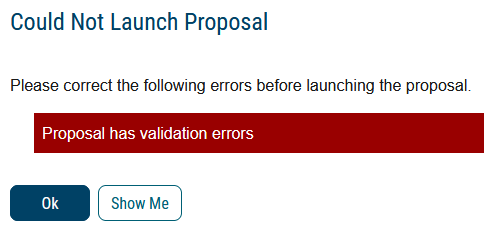 Could Not Launch Proposal
Please correct the following errors before launching the proposal.
Proposal has validation errors
Ok
Show Me